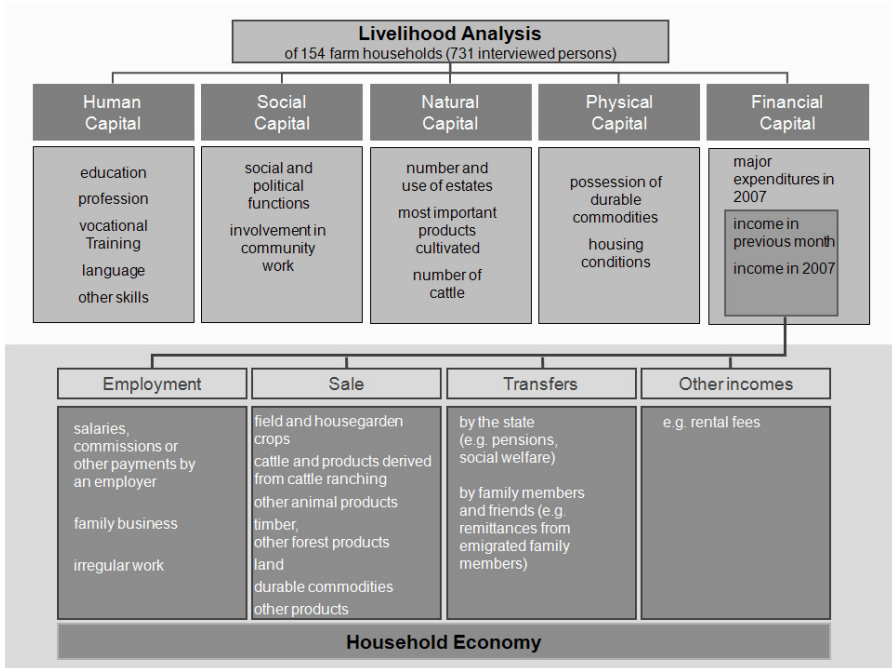 Livelihood Analysis
of 154 farm households (731 interviewed persons)
Human
Capital
Social
Capital
Natural
Capital
Physical
Capital
Financial
Capital
education
profession
vocational
Training
language
other skills
social and
political
functions
involvement in
community
work
number and
use of estates
most important
products
cultivated
number of
cattle
possession of
durable
commodities
housing
conditions
major
expenditures in
2007
income in
previous month
income in 2007
Employment
Sale
Transfers
Other incomes
salaries,
commissions or
other payments by
an employer
family business
irregular work
field and housegarden
crops
cattle and products derived
from cattle ranching
other animal products
timber,
other forest products
land
durable commodities
other products
by the state
(e.g. pensions,
social welfare)
by family members
and friends (e.g.
remittances from
emigrated family
members)
e.g. rental fees
Household Economy